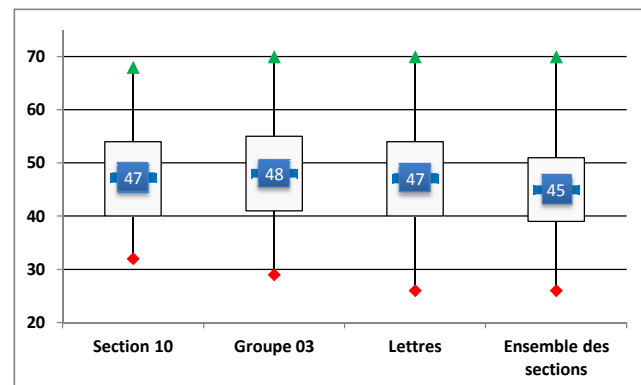 70
60
50
40
30
20
47
48
47
45
Section 10
Groupe 03
Lettres
Ensemble des
sections